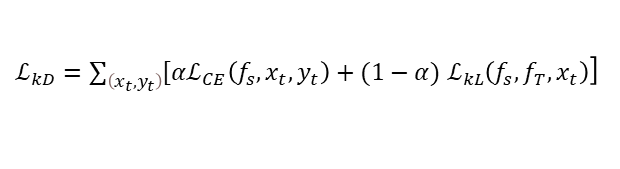 ℒ_{kD} = ∑_{(x_t,y_t)}[αℒ_{CE}(f_s, x_t, y_t) + (1 − α) ℒ_{kL}(f_s, f_T, x_t)]